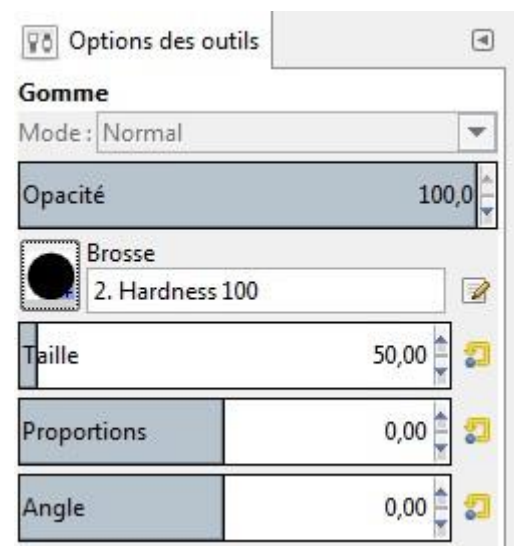 Options des outils
Gomme
Mode : Normal
Opacité 100,0
Brosse
2. Hardness 100
Taille 50,00
Proportions 0,00
Angle 0,00